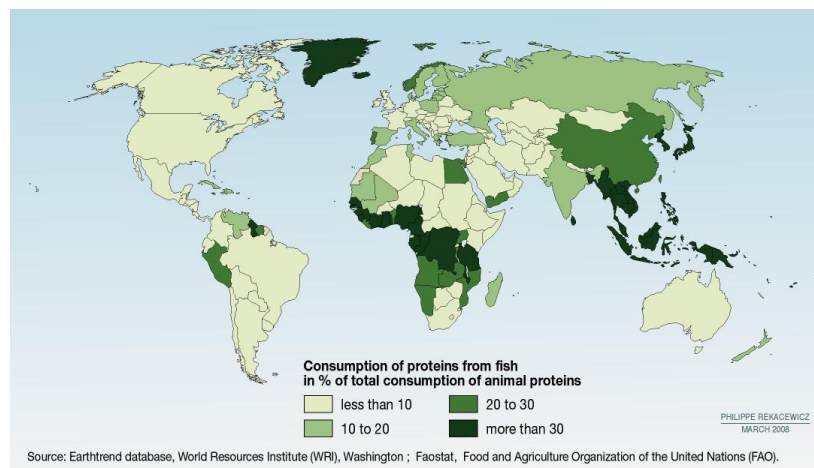 Consumption of proteins from fish
in % of total consumption of animal proteins
less than 10
20 to 30
10 to 20
more than 30
PHILIPPE REKACEWICZ
MARCH 2008
Source: Earthtrend database, World Resources Institute (WRI), Washington ; Faostat, Food and Agriculture Organization of the United Nations (FAO).